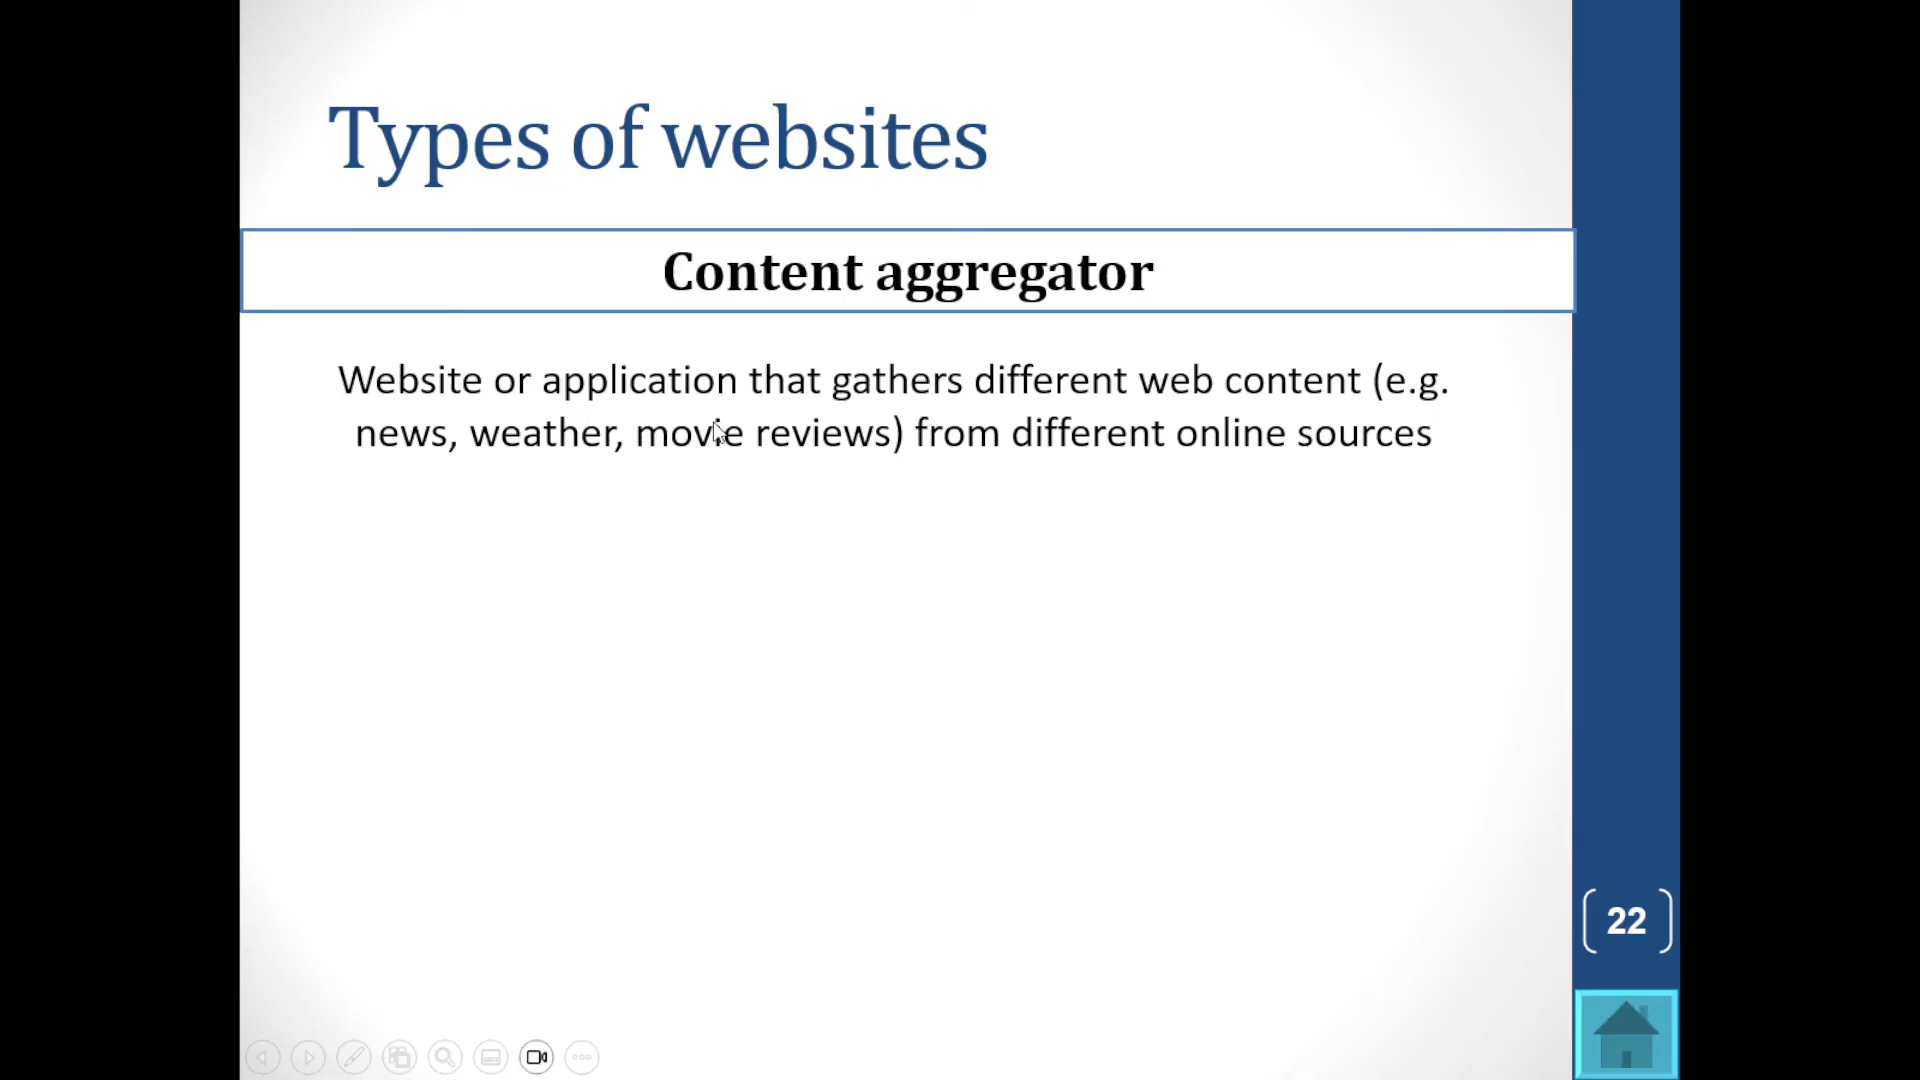 Types of websites
Content aggregator
Website or application that gathers different web content (e.g.
news, weather, movie reviews) from different online sources
22